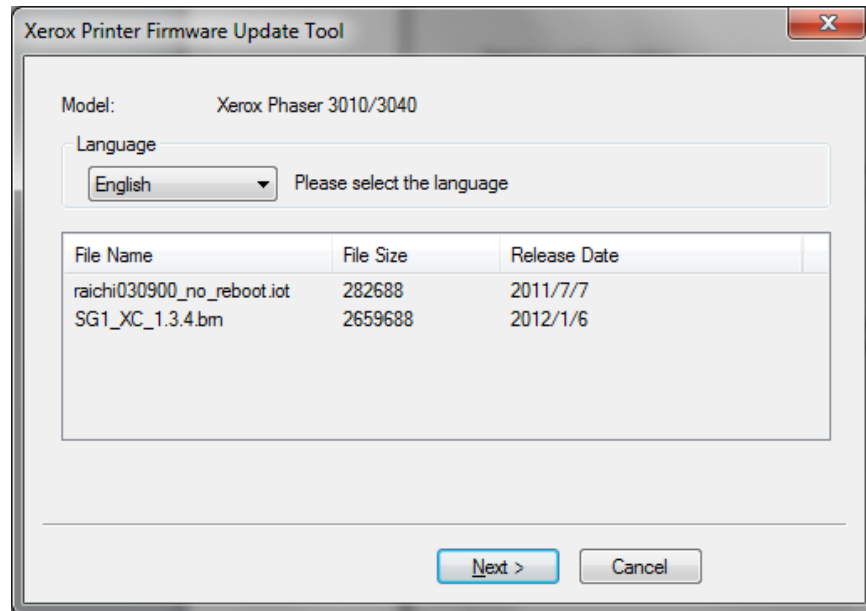 Xerox Printer Firmware Update Tool
Model: Xerox Phaser 3010/3040
Language
English Please select the language
File Name File Size Release Date
raichi030900_no_reboot.iot 282688 2011/7/7
SG1_XC_1.3.4.brn 2659688 2012/1/6
Next > Cancel